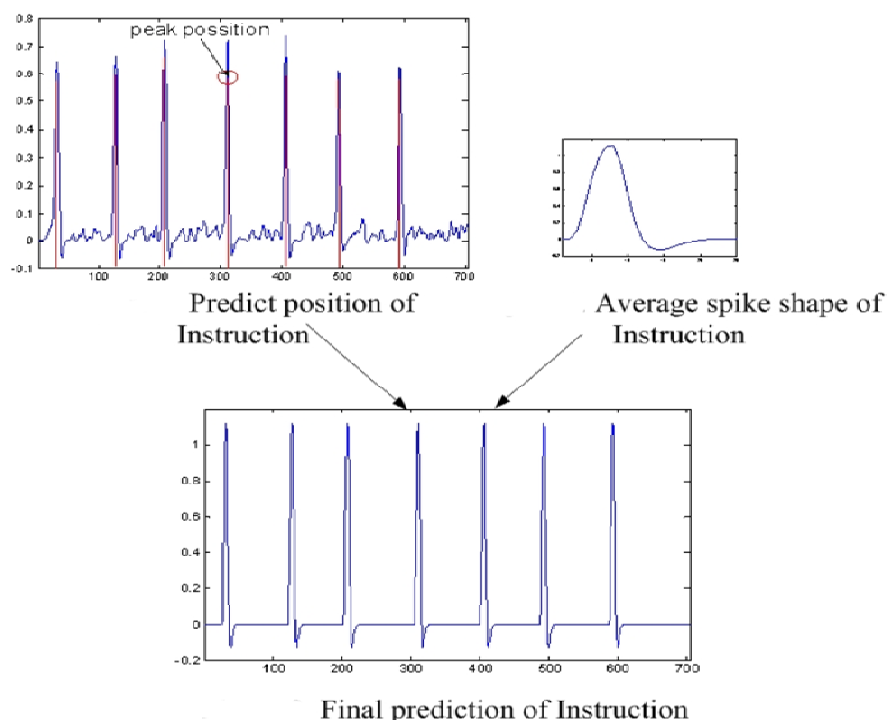 0.8
peak possition
0.7
0.6
0.5
0.4
0.3
0.2
0.1
0
-0.1
100 200 300 400 500 600 700
Predict position of
Instruction
Average spike shape of
Instruction
1
0.8
0.6
0.4
0.2
0
-0.2
100 200 300 400 500 600 700
Final prediction of Instruction